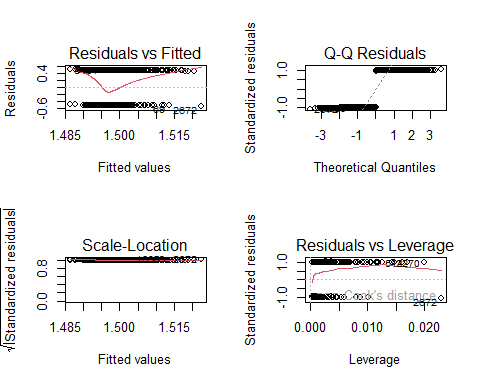 Residuals vs Fitted
Residuals
0.4
-0.6
2672
1.485 1.500 1.515
Fitted values
Q-Q Residuals
Standardized residuals
1.0
-1.0
-3 -1 0 1 2 3
Theoretical Quantiles
Scale-Location
√|Standardized residuals|
0.8
0.0
1.485 1.500 1.515
Fitted values
Residuals vs Leverage
Standardized residuals
1.0
-1.0
Cook's distance
2672
0.000 0.010 0.020
Leverage